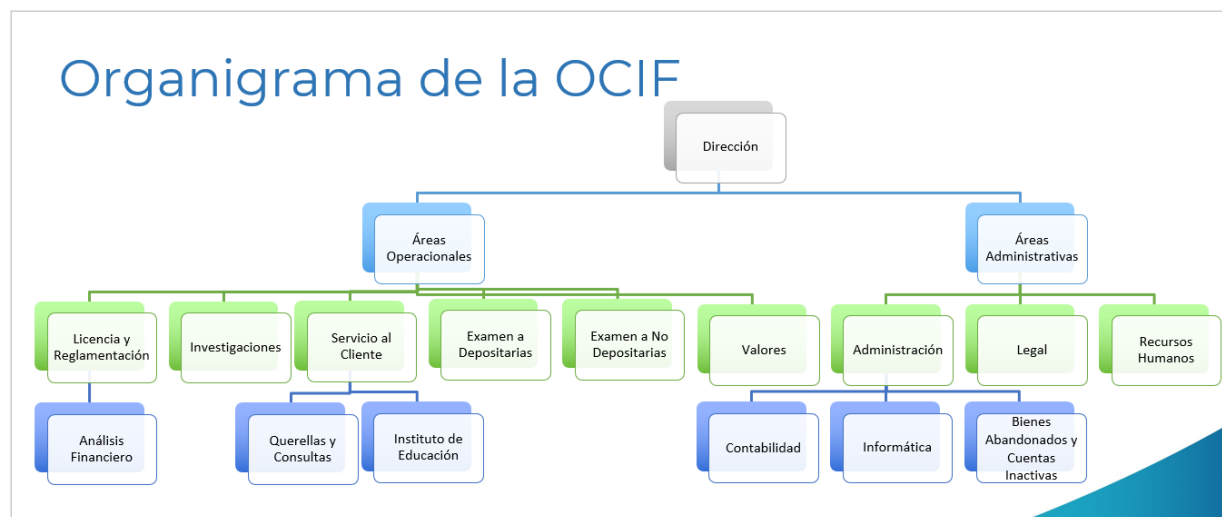 Organigrama de la OCIF
Dirección
Áreas
Operacionales
Áreas
Administrativas
Licencia y
Reglamentación
Investigaciones
Servicio al
Cliente
Examen a
Depositarias
Examen a No
Depositarias
Valores
Administración
Legal
Recursos
Humanos
Análisis
Financiero
Querellas y
Consultas
Instituto de
Educación
Contabilidad
Informática
Bienes
Abandonados y
Cuentas
Inactivas